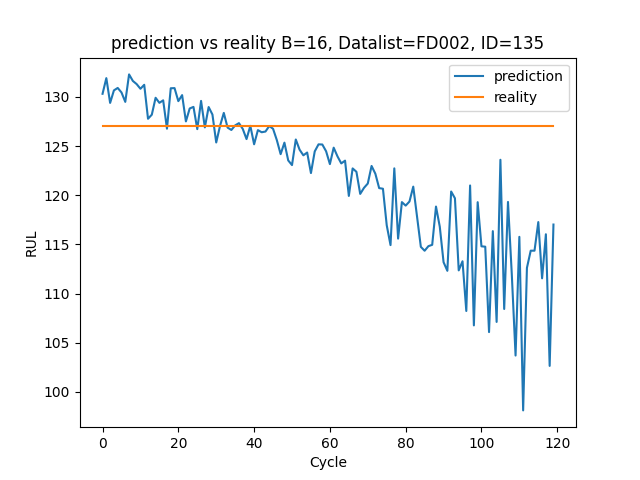 prediction vs reality B=16, Datalist=FD002, ID=135
prediction
reality
RUL
130
125
120
115
110
105
100
0 20 40 60 80 100 120
Cycle